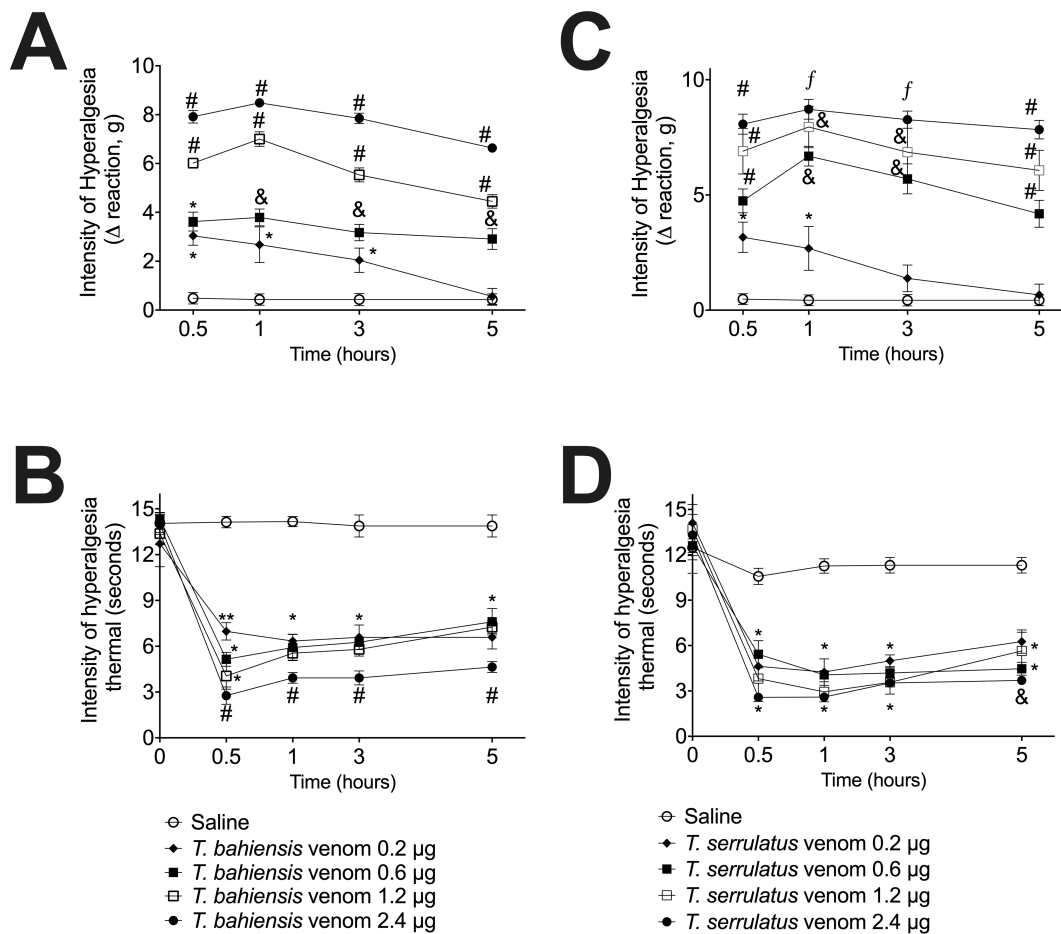 A
Intensity of Hyperalgesia
(Δ reaction, g)
10
8
6
4
2
0
# # # #
# # # #
* & & &
* * *
0.5 1 3 5
Time (hours)
C
Intensity of Hyperalgesia
(Δ reaction, g)
10
5
0
# ƒ ƒ #
# & & #
# & & #
* *
0.5 1 3 5
Time (hours)
B
Intensity of hyperalgesia
thermal (seconds)
15
12
9
6
3
0
** * * *
*
*
# # # #
0 0.5 1 3 5
Time (hours)
D
Intensity of hyperalgesia
thermal (seconds)
15
12
9
6
3
0
* * * *
*
* * * &
0 0.5 1 3 5
Time (hours)
Saline
T. bahiensis venom 0.2 µg
T. bahiensis venom 0.6 µg
T. bahiensis venom 1.2 µg
T. bahiensis venom 2.4 µg
Saline
T. serrulatus venom 0.2 µg
T. serrulatus venom 0.6 µg
T. serrulatus venom 1.2 µg
T. serrulatus venom 2.4 µg